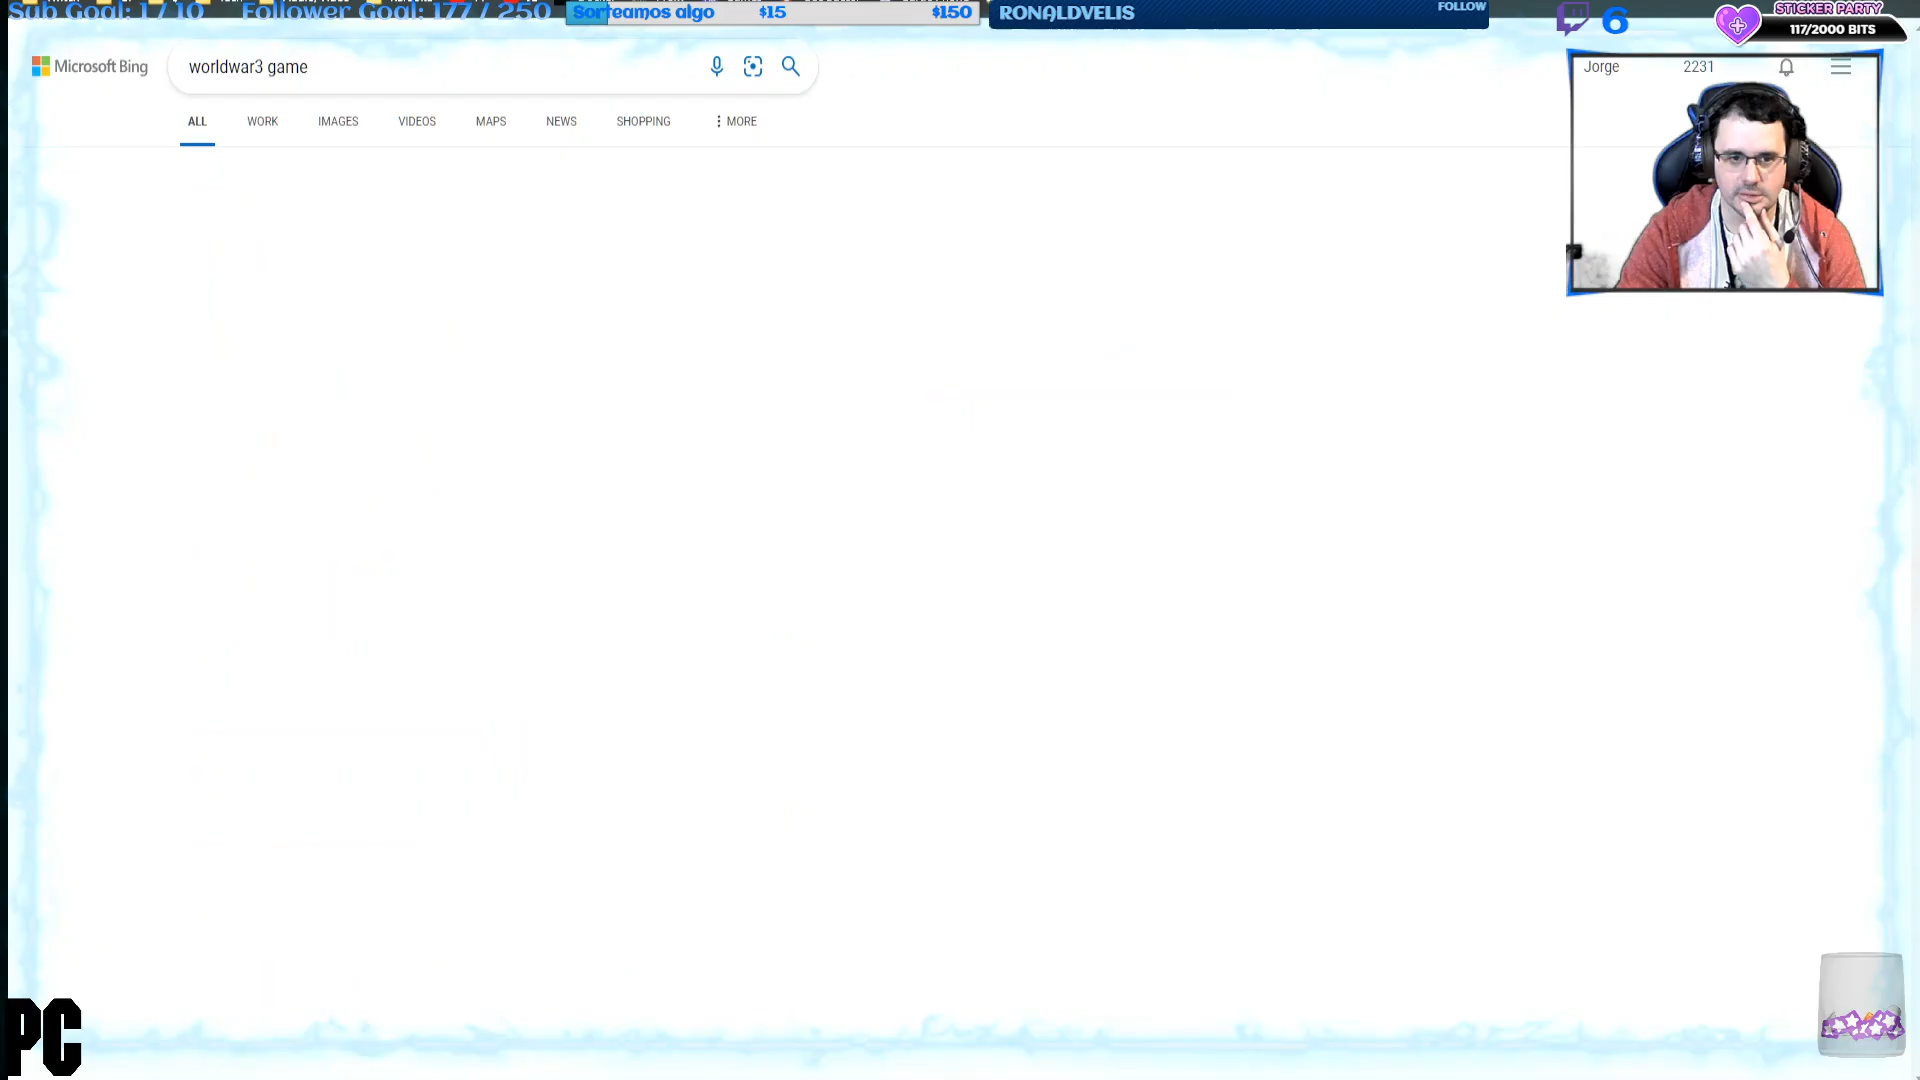 Sub Goal: 1 / 10
Follower Goal: 177 / 250
Sorteamos algo $15 $150
RONALDVELIS
FOLLOW
6
STICKER PARTY
117/2000 BITS
Microsoft Bing
worldwar3 game
Jorge
2231
ALL
WORK
IMAGES
VIDEOS
MAPS
NEWS
SHOPPING
MORE
PC